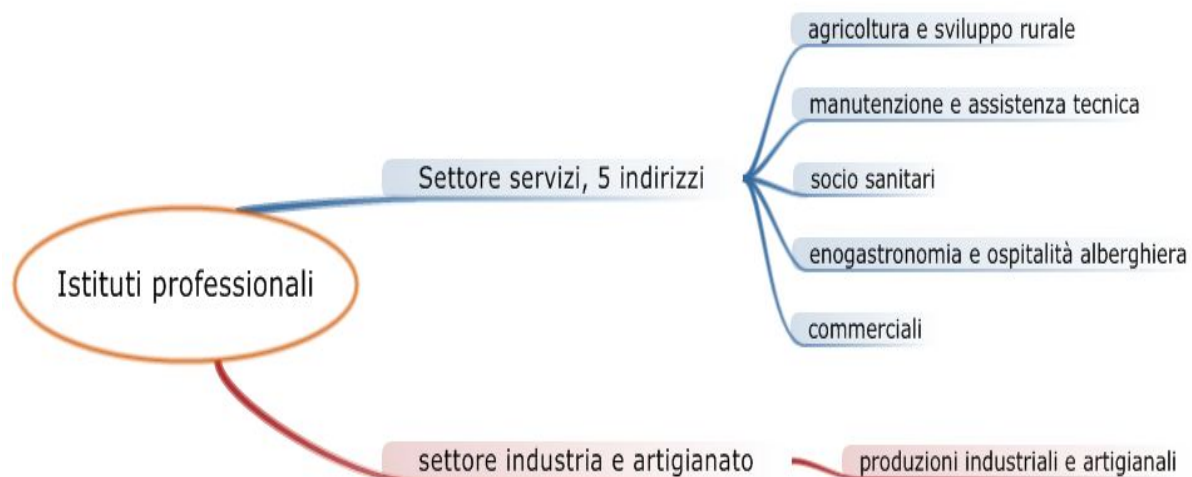 Istituti professionali
Settore servizi, 5 indirizzi
agricoltura e sviluppo rurale
manutenzione e assistenza tecnica
socio sanitari
enogastronomia e ospitalità alberghiera
commerciali
settore industria e artigianato
produzioni industriali e artigianali